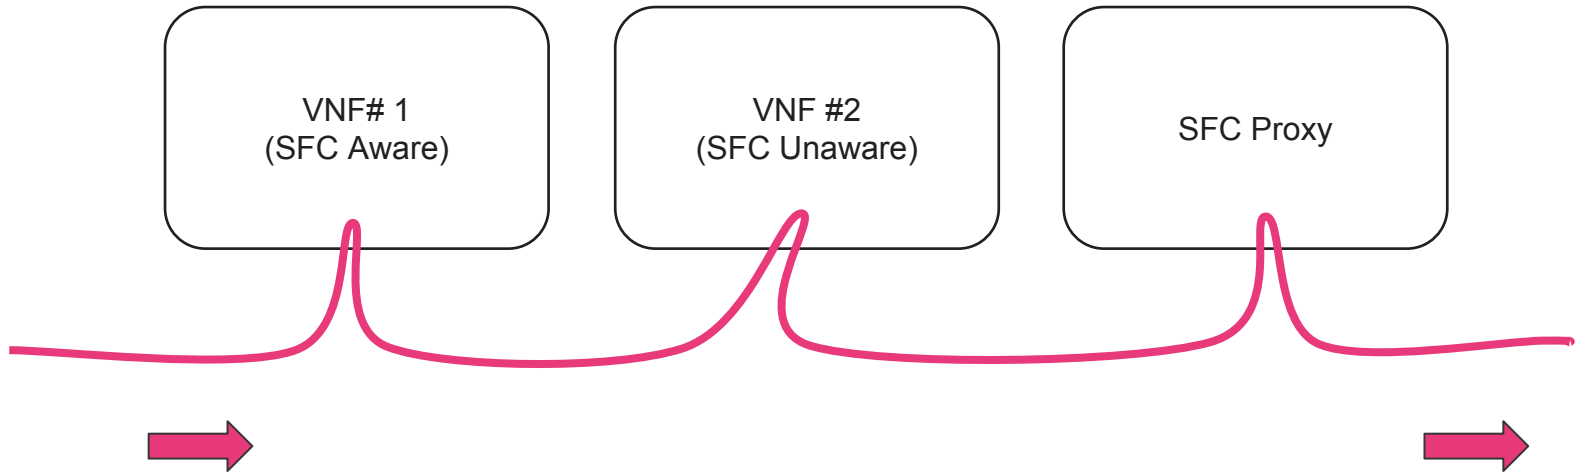 VNF# 1
(SFC Aware)
VNF #2
(SFC Unaware)
SFC Proxy